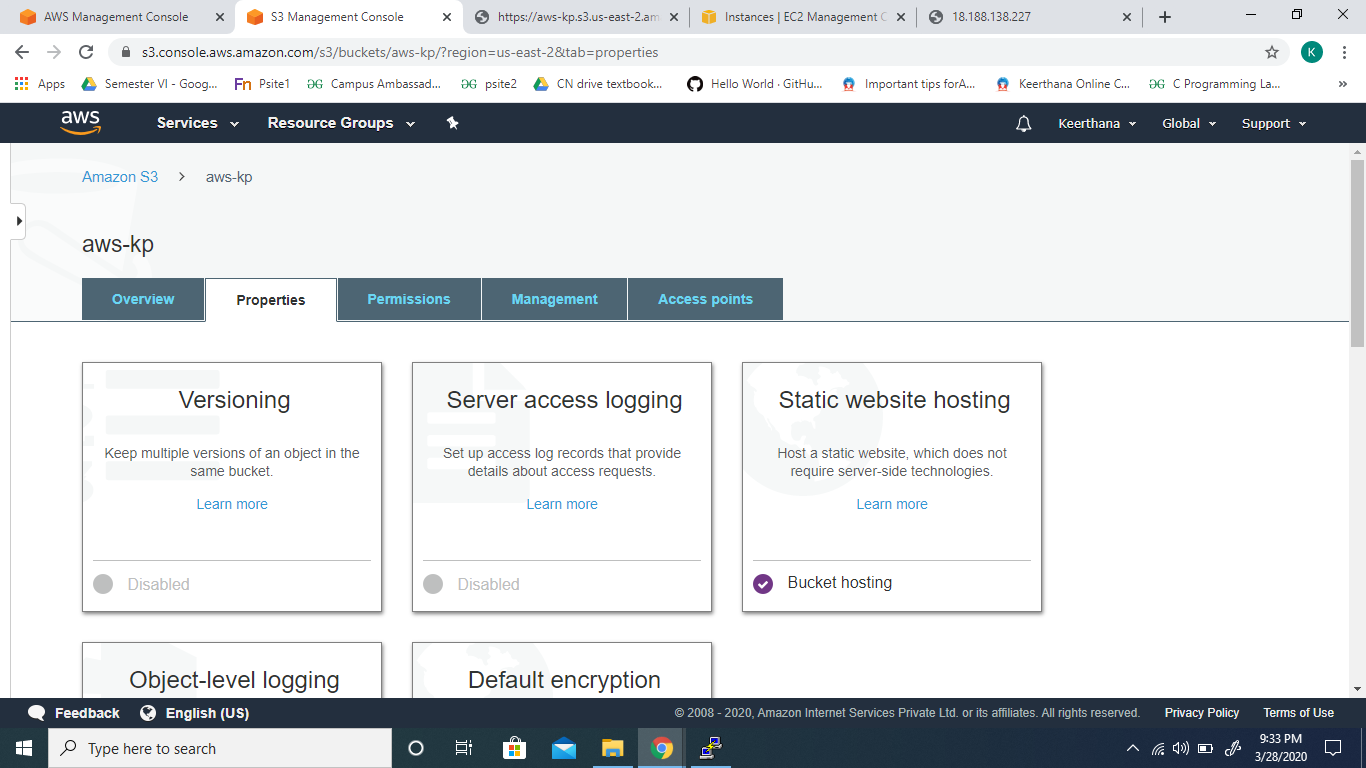 AWS Management Console
S3 Management Console
https://aws-kp.s3.us-east-2.am
Instances | EC2 Management C
18.188.138.227
s3.console.aws.amazon.com/s3/buckets/aws-kp/?region=us-east-2&tab=properties
K
Apps
Semester VI - Goog...
Fn Psite1
Campus Ambassad...
psite2
CN drive textbook...
Hello World · GitHu...
Important tips forA...
Keerthana Online C...
C Programming La...
»
aws
Services
Resource Groups
Keerthana
Global
Support
Amazon S3 > aws-kp
aws-kp
Overview
Properties
Permissions
Management
Access points
Versioning
Keep multiple versions of an object in the
same bucket.
Learn more
Disabled
Server access logging
Set up access log records that provide
details about access requests.
Learn more
Disabled
Static website hosting
Host a static website, which does not
require server-side technologies.
Learn more
Bucket hosting
Object-level logging
Default encryption
Feedback
English (US)
© 2008 - 2020, Amazon Internet Services Private Ltd. or its affiliates. All rights reserved.
Privacy Policy
Terms of Use
Type here to search
9:33 PM
3/28/2020